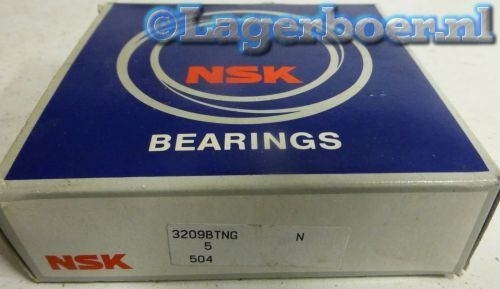 ©Lagerboer.nl
NSK
BEARINGS
3209BTNG N
5
504
NSK